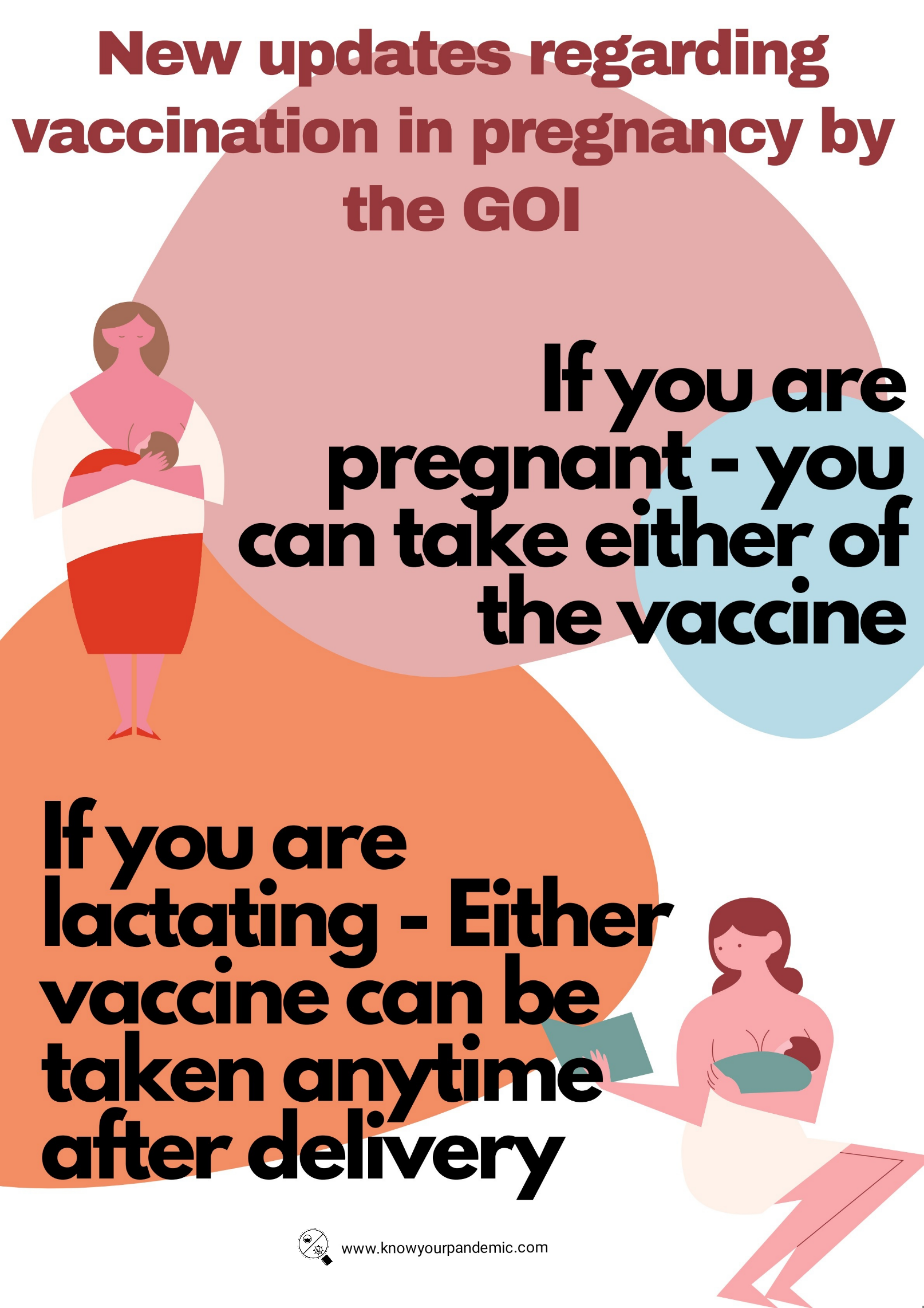 New updates regarding
vaccination in pregnancy by
the GOI
If you are
pregnant - you
can take either of
the vaccine
If you are
lactating - Either
vaccine can be
taken anytime
after delivery
www.knowyourpandemic.com